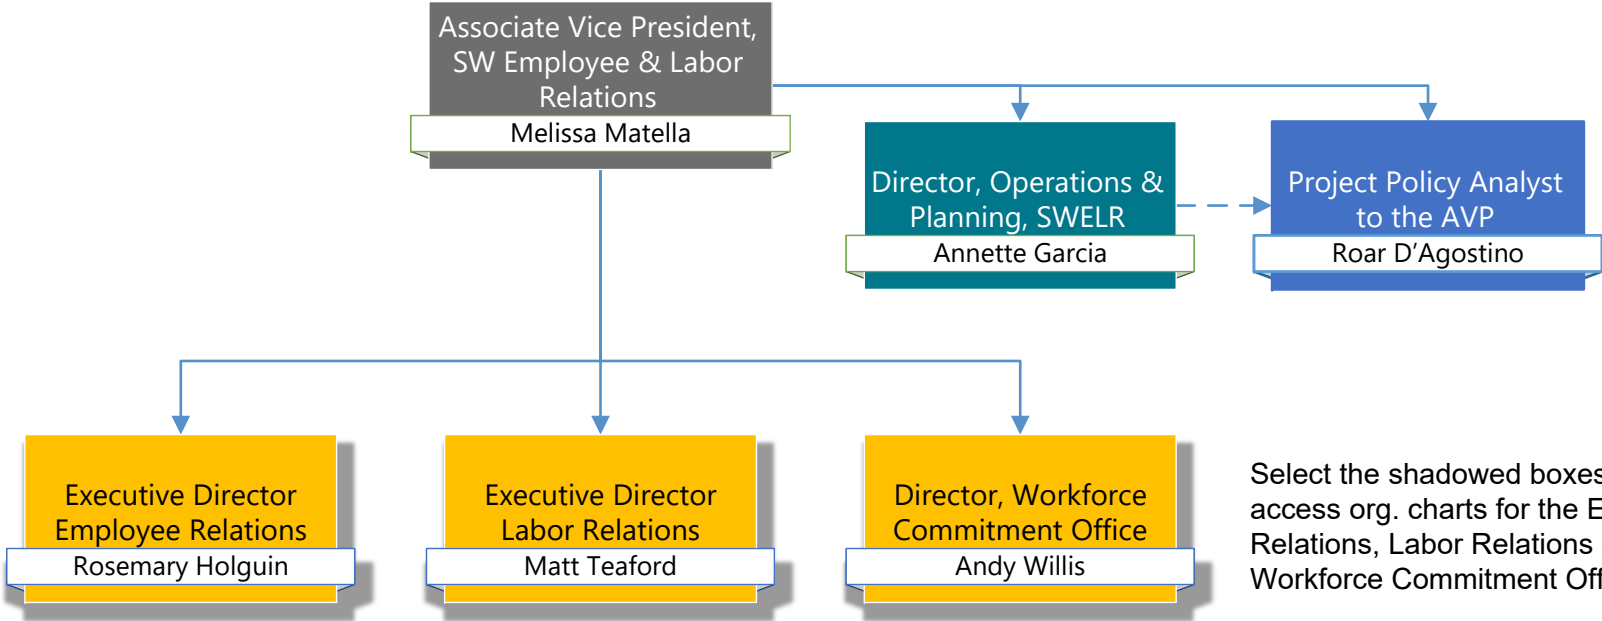 Associate Vice President,
SW Employee & Labor
Relations
Melissa Matella
Director, Operations &
Planning, SWELR
Annette Garcia
Project Policy Analyst
to the AVP
Roar D’Agostino
Executive Director
Employee Relations
Rosemary Holguin
Executive Director
Labor Relations
Matt Teaford
Director, Workforce
Commitment Office
Andy Willis
Select the shadowed boxes
access org. charts for the
Relations, Labor Relations
Workforce Commitment